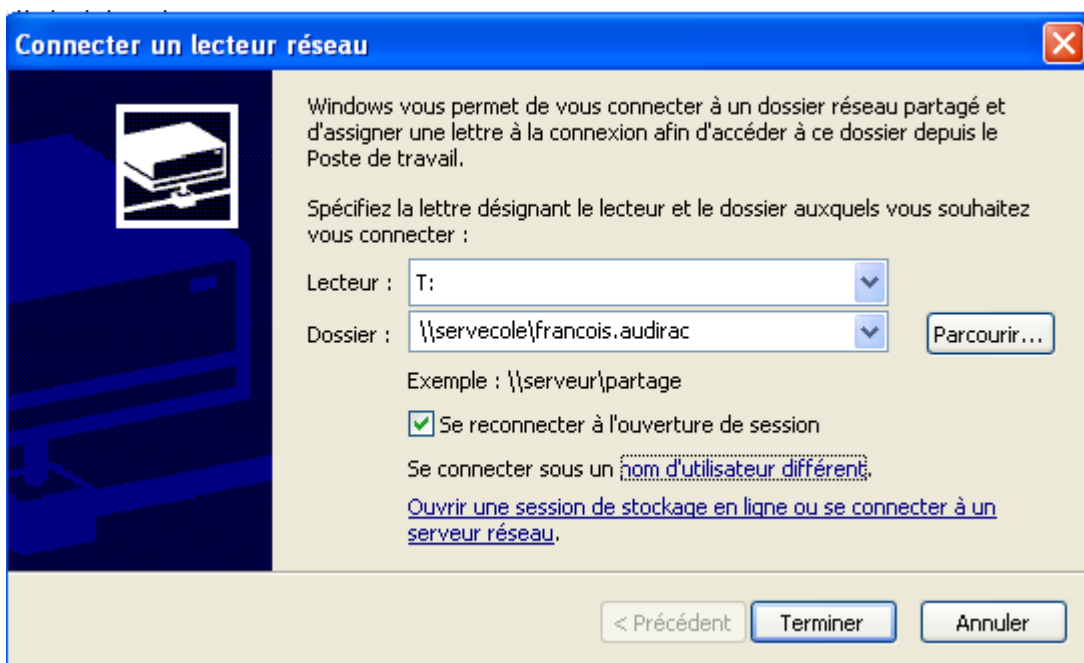 Connecter un lecteur réseau
Windows vous permet de vous connecter à un dossier réseau partagé et
d'assigner une lettre à la connexion afin d'accéder à ce dossier depuis le
Poste de travail.
Spécifiez la lettre désignant le lecteur et le dossier auxquels vous souhaitez
vous connecter :
Lecteur : T:
Dossier : \\servecole\francois.audirac Parcourir...
Exemple : \\serveur\partage
Se reconnecter à l'ouverture de session
Se connecter sous un nom d'utilisateur différent.
Ouvrir une session de stockage en ligne ou se connecter à un
serveur réseau.
< Précédent Terminer Annuler